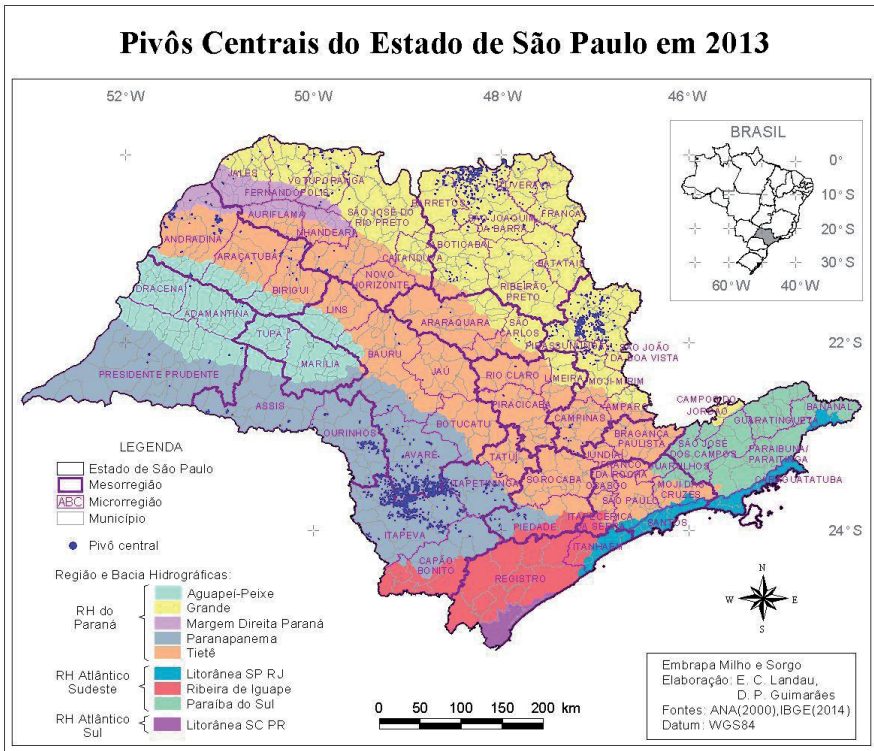 Pivôs Centrais do Estado de São Paulo em 2013
52°W 50°W 48°W 46°W
BRASIL
0°
10°S
20°S
30°S
60°W 40°W
22°S
24°S
JALES
VOTUPORANGA
FERNANDÓPOLIS
AURIFLAMA
NHANDEARA
SÃO JOSÉ DO
RIO PRETO
BARRETOS
ITUVERAVA
SÃO JOAQUIM
DA BARRA
FRANCA
JABOTICABAL
BATATAIS
ANDRADINA
ARAÇATUBA
BIRIGUI
CATANDUVA
NOVO
HORIZONTE
RIBEIRÃO
PRETO
DRACENA
ADAMANTINA
TUPÃ
LINS
ARARAQUARA
SÃO
CARLOS
PIRASSUNUNGA
SÃO JOÃO
DA BOA VISTA
MARÍLIA
BAURU
JAÚ
RIO CLARO
LIMEIRA
MOJI-MIRIM
PRESIDENTE PRUDENTE
ASSIS
PIRACICABA
CAMPINAS
AMPARO
CAMPOS DO
JORDÃO
BANANAL
GUARATINGUETÁ
OURINHOS
BOTUCATU
BRAGANÇA
PAULISTA
SÃO JOSÉ
DOS CAMPOS
PARAIBUNA/
PARAITINGA
AVARÉ
TATUÍ
JUNDIAÍ
FRANCO
DA ROCHA
GUARULHOS
CARAGUATATUBA
ITAPETININGA
SOROCABA
OSASCO
SÃO PAULO
MOJI DAS
CRUZES
ITAPEVA
PIEDADE
ITAPECERICA
DA SERRA
SANTOS
CAPÃO
BONITO
ITANHAÉM
REGISTRO
LEGENDA
Estado de São Paulo
Mesorregião
ABC Microrregião
Município
Pivô central
Região e Bacia Hidrográficas:
RH do
Paraná
Aguapeí-Peixe
Grande
Margem Direita Paraná
Paranapanema
Tietê
RH Atlântico
Sudeste
Litorânea SP RJ
Ribeira de Iguape
Paraíba do Sul
RH Atlântico
Sul
Litorânea SC PR
0 50 100 150 200 km
N
W E
S
Embrapa Milho e Sorgo
Elaboração: E. C. Landau,
D. P. Guimarães
Fontes: ANA(2000),IBGE(2014)
Datum: WGS84